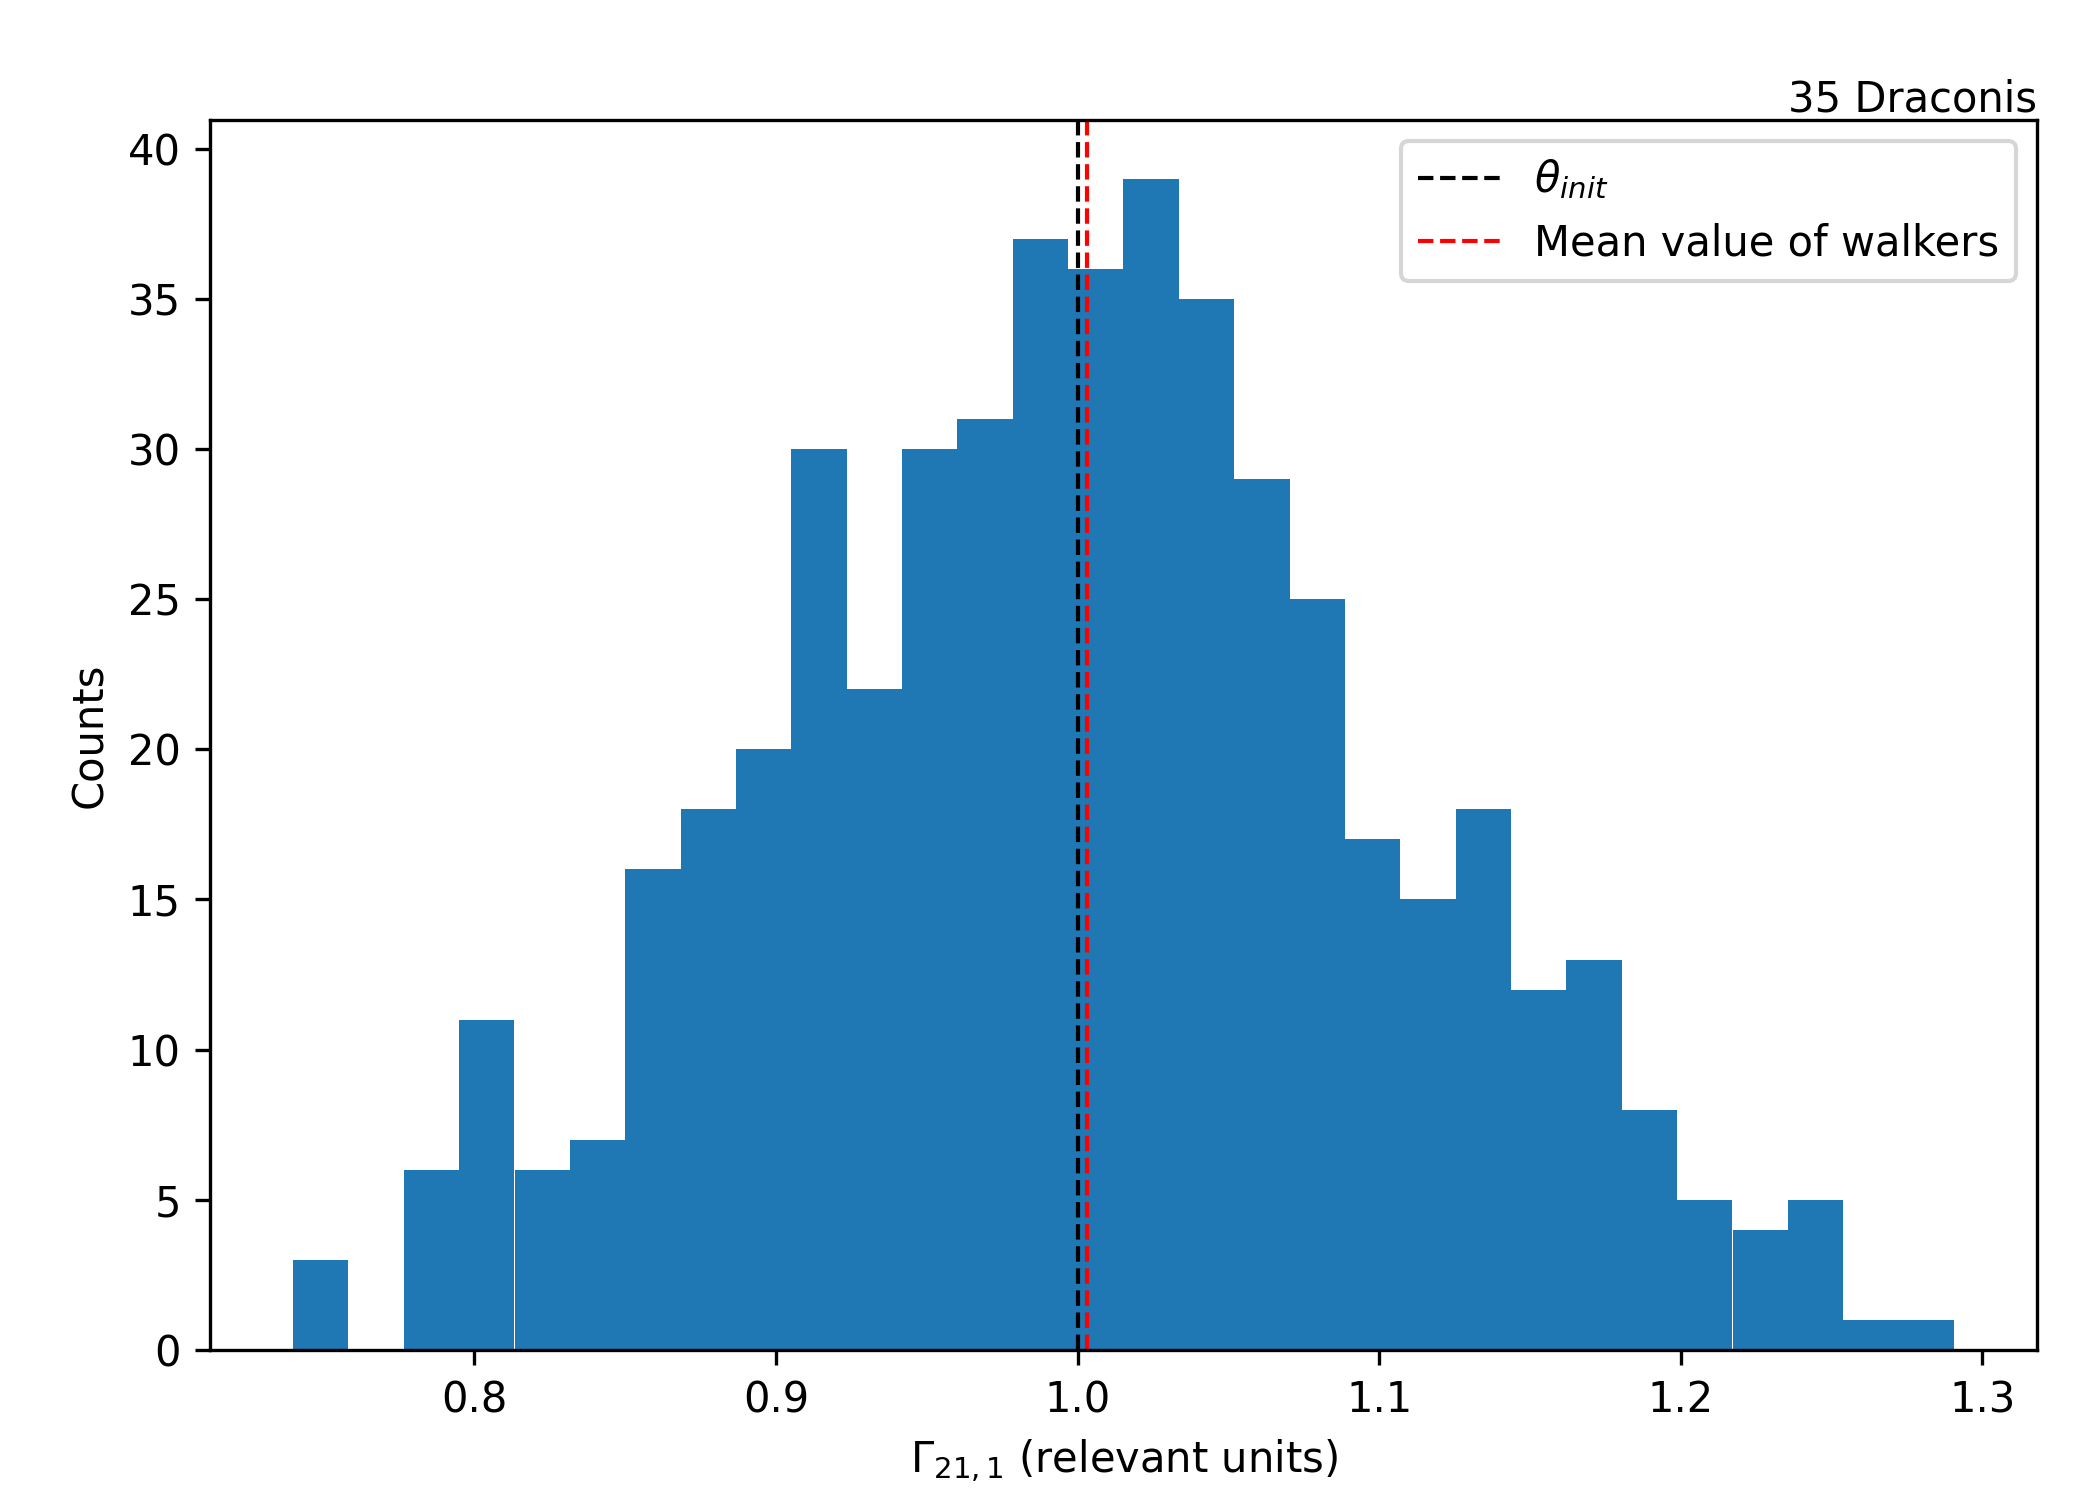 35 Draconis
θinit
Mean value of walkers
40
35
30
25
20
15
10
5
0
Counts
0.8 0.9 1.0 1.1 1.2 1.3
Γ21, 1 (relevant units)